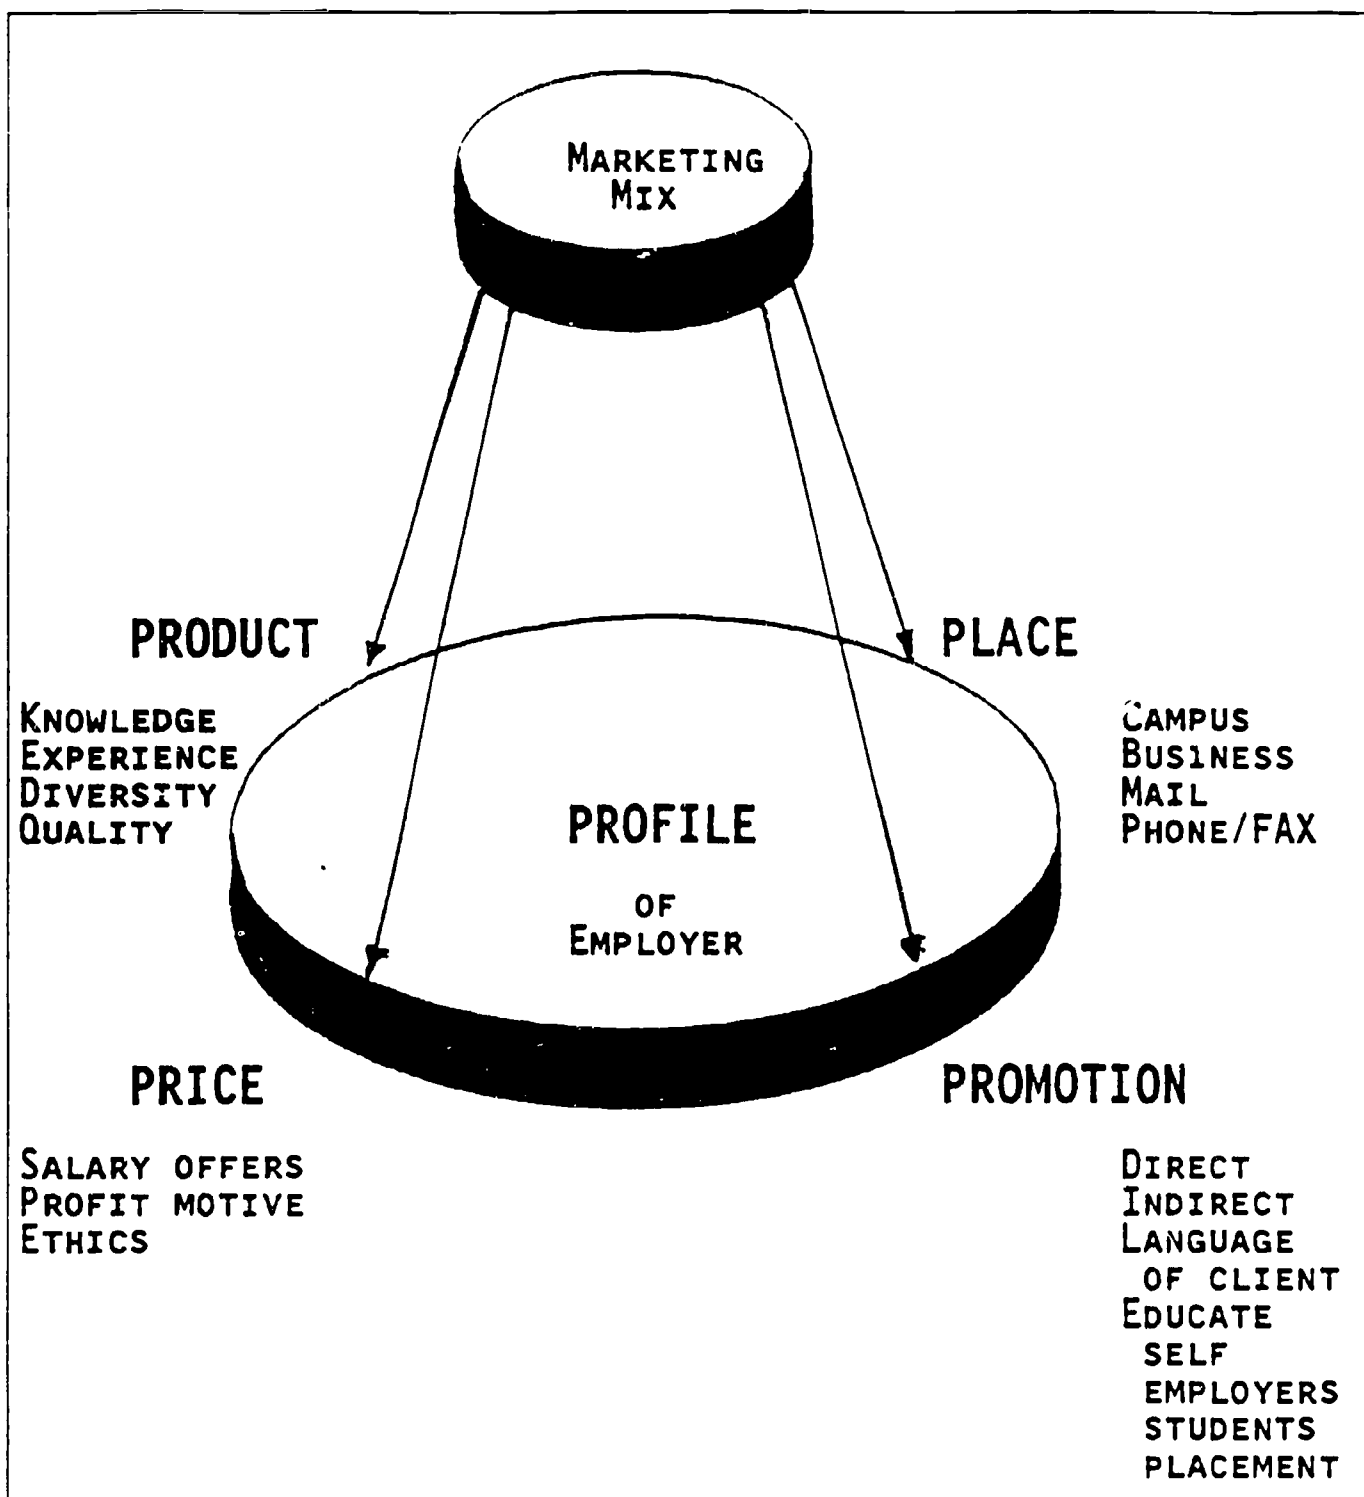 MARKETING
MIX
PRODUCT
KNOWLEDGE
EXPERIENCE
DIVERSITY
QUALITY
PLACE
CAMPUS
BUSINESS
MAIL
PHONE/FAX
PROFILE
OF
EMPLOYER
PRICE
SALARY OFFERS
PROFIT MOTIVE
ETHICS
PROMOTION
DIRECT
INDIRECT
LANGUAGE
OF CLIENT
EDUCATE
SELF
EMPLOYERS
STUDENTS
PLACEMENT